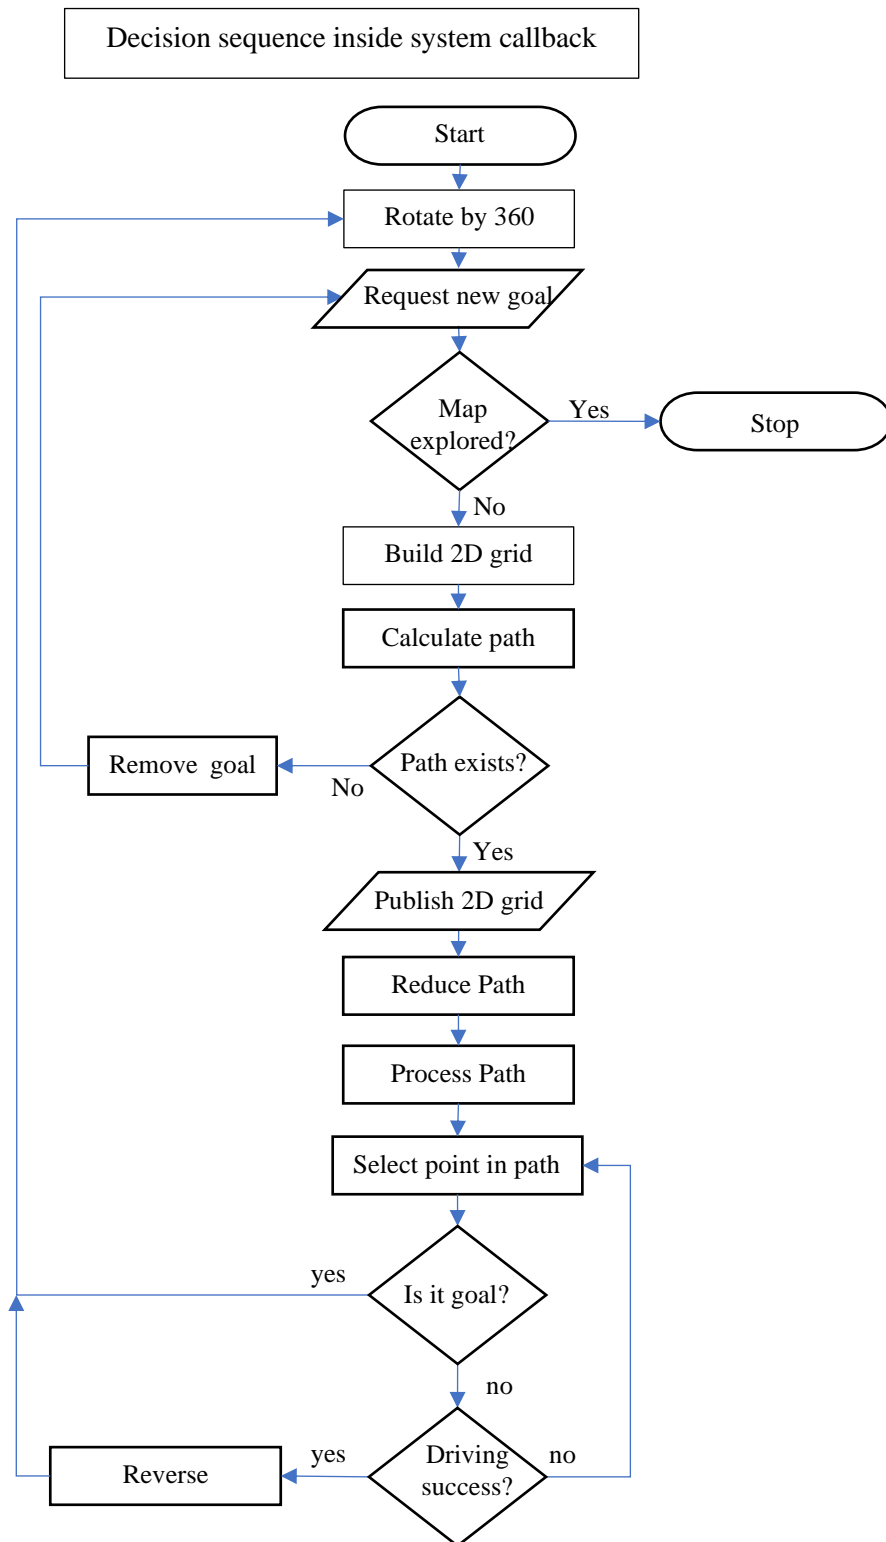 Decision sequence inside system callback
Start
Rotate by 360
Request new goal
Map
explored?
Yes
Stop
No
Build 2D grid
Calculate path
Path exists?
No
Remove  goal
Yes
Publish 2D grid
Reduce Path
Process Path
Select point in path
Is it goal?
yes
no
Driving
success?
yes
no
Reverse